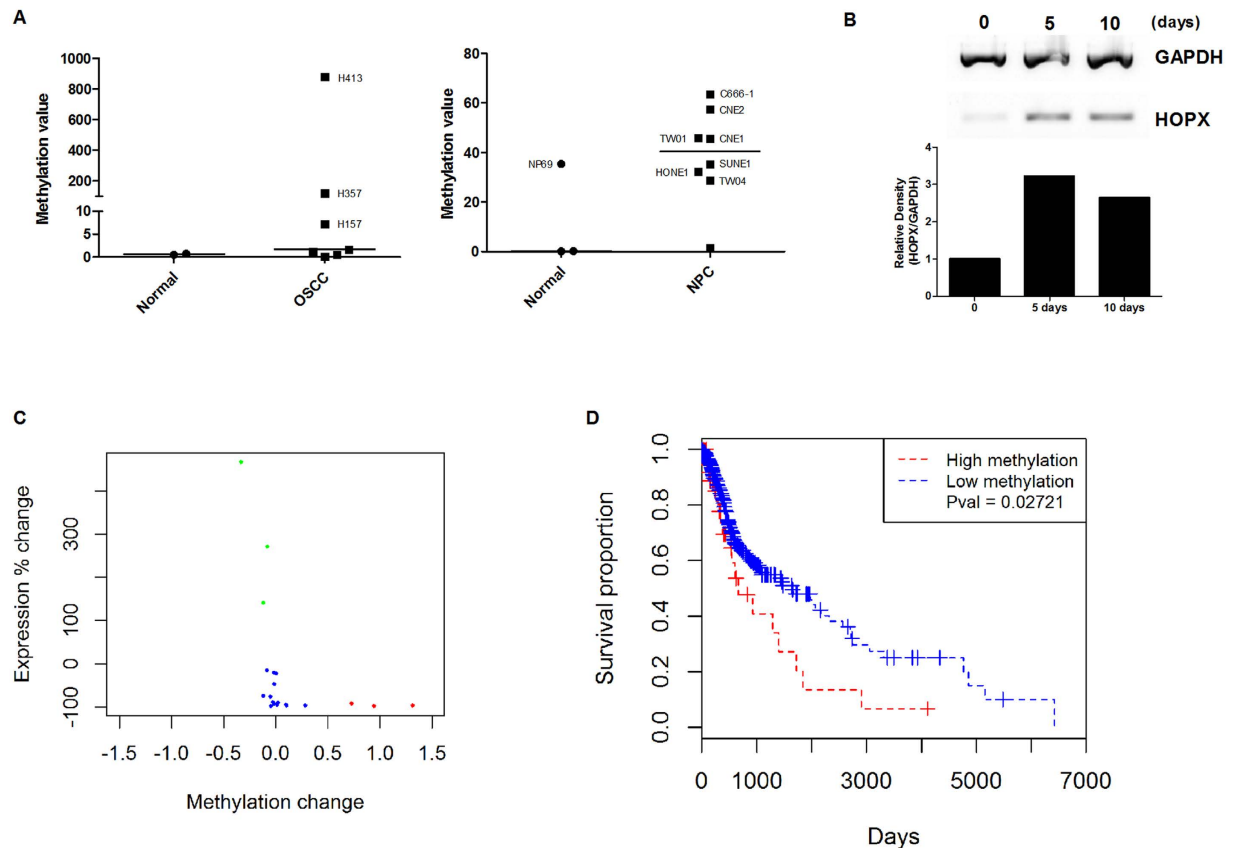 A
Methylation value
1000
800
600
400
200
10
5
0
H413
H357
H157
Normal
OSCC
Methylation value
80
60
40
20
0
NP69
C666-1
CNE2
TW01
CNE1
SUNE1
HONE1
TW04
Normal
NPC
B
0 5 10 (days)
GAPDH
HOPX
Relative Density
(HOPX/GAPDH)
4
3
2
1
0
0 5 days 10 days
C
Expression % change
300
100
0
-100
-1.5 -1.0 -0.5 0.0 0.5 1.0 1.5
Methylation change
D
Survival proportion
1.0
0.8
0.6
0.4
0.2
0.0
High methylation
Low methylation
Pval = 0.02721
0 1000 3000 5000 7000
Days